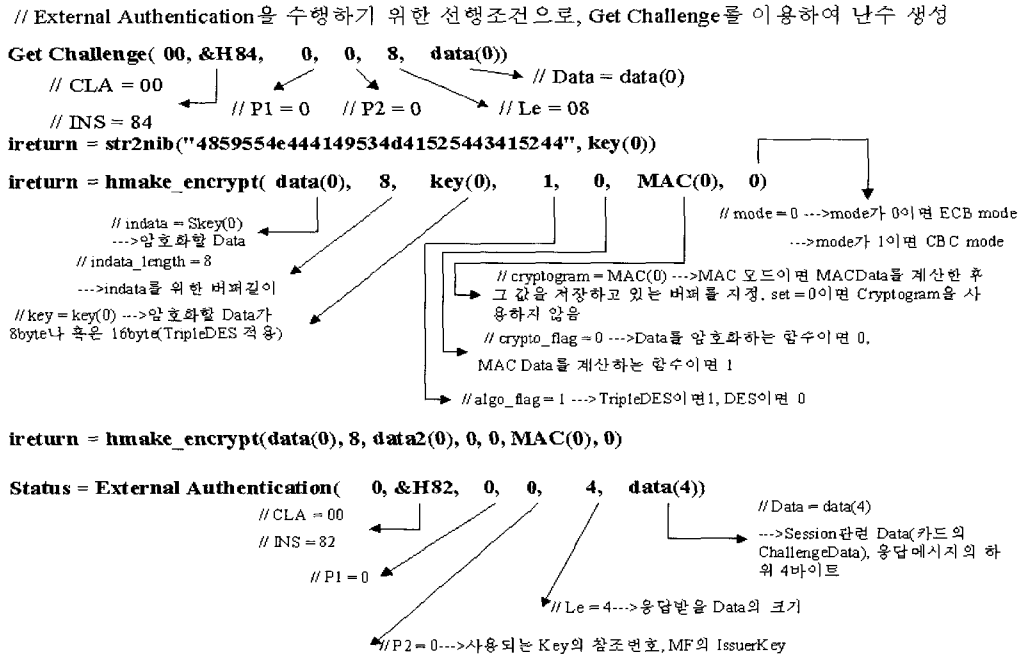 // External Authentication을 수행하기 위한 선행조건으로, Get Challenge를 이용하여 난수 생성
Get Challenge( 00, &H84, 0, 0, 8, data(0))
// CLA = 00
// INS = 84
// P1 = 0
// P2 = 0
// Le = 08
// Data = data(0)
ireturn = str2nib("4859554e444149534d41525443415244", key(0))
ireturn = hmake_encrypt( data(0), 8, key(0), 1, 0, MAC(0), 0)
// indata = Skey(0)
--->암호화할 Data
// indata_length = 8
--->indata를 위한 버퍼길이
// key = key(0) --->암호화할 Data가
8byte나 혹은 16byte(TripleDES 적용)
// mode = 0 --->mode가 0이면 ECB mode
--->mode가 1이면 CBC mode
// cryptogram = MAC(0) --->MAC 모드이면 MACData를 계산한 후
그 값을 저장하고 있는 버퍼를 지정. set = 0이면 Cryptogram을 사
용하지 않음
// crypto_flag = 0 --->Data를 암호화하는 함수이면 0,
MAC Data를 계산하는 함수이면 1
// algo_flag = 1 --->TripleDES이면1, DES이면 0
ireturn = hmake_encrypt(data(0), 8, data2(0), 0, 0, MAC(0), 0)
Status = External Authentication( 0, &H82, 0, 0, 4, data(4))
// CLA = 00
// INS = 82
// P1 = 0
// Data = data(4)
--->Session관련 Data(카드의
ChallengeData), 응답메시지의 하
위 4바이트
// Le = 4--->응답받을 Data의 크기
// P2 = 0--->사용되는 Key의 참조번호, MF의 IssuerKey